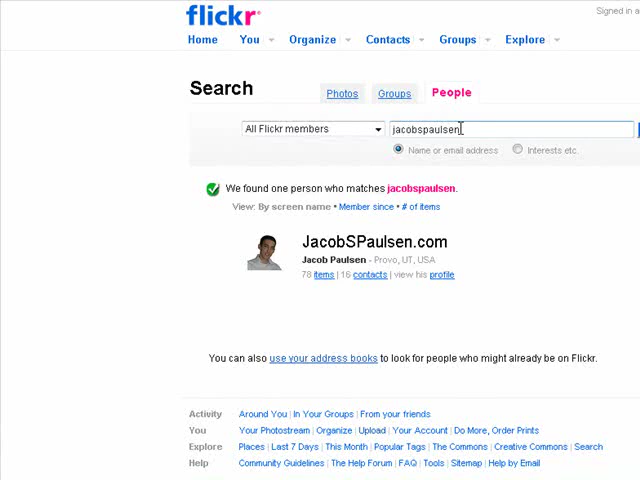 flickr
Signed in a
Home You Organize Contacts Groups Explore
Search Photos Groups People
All Flickr members jacobspaulsen
Name or email address Interests etc.
We found one person who matches jacobspaulsen.
View: By screen name • Member since • # of items
JacobSPaulsen.com
Jacob Paulsen - Provo, UT, USA
78 items | 16 contacts | view his profile
You can also use your address books to look for people who might already be on Flickr.
Activity Around You | In Your Groups | From your friends
You Your Photostream | Organize | Upload | Your Account | Do More, Order Prints
Explore Places | Last 7 Days | This Month | Popular Tags | The Commons | Creative Commons | Search
Help Community Guidelines | The Help Forum | FAQ | Tools | Sitemap | Help by Email